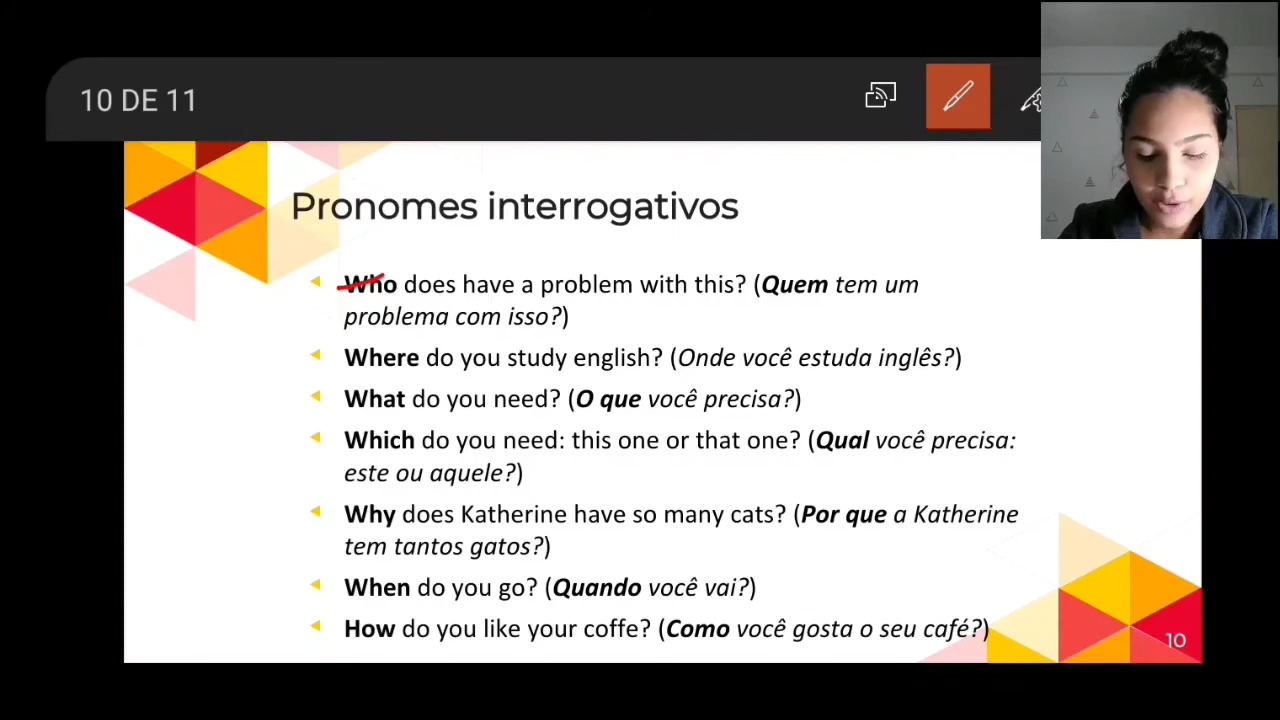 10 DE 11
Pronomes interrogativos
Who does have a problem with this? (Quem tem um
problema com isso?)
Where do you study english? (Onde você estuda inglês?)
What do you need? (O que você precisa?)
Which do you need: this one or that one? (Qual você precisa:
este ou aquele?)
Why does Katherine have so many cats? (Por que a Katherine
tem tantos gatos?)
When do you go? (Quando você vai?)
How do you like your coffe? (Como você gosta o seu café?)
10